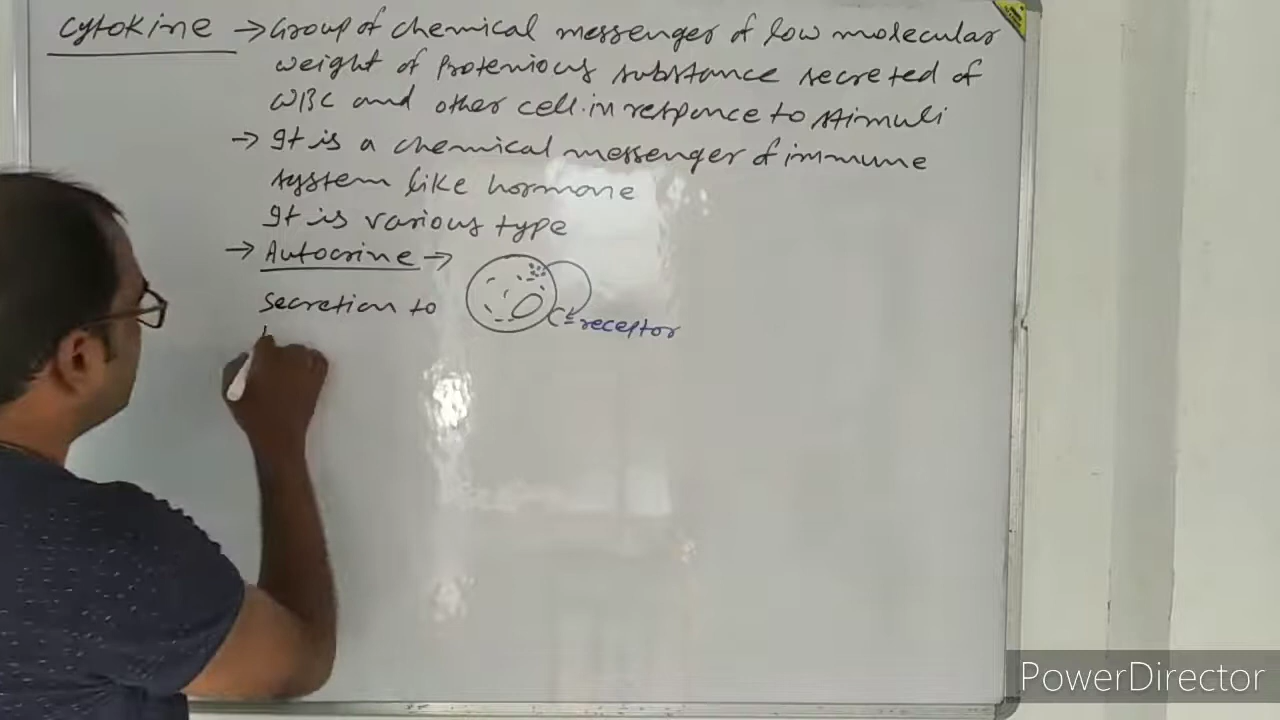 Cytokine → Group of chemical messenger of low molecular
weight of Protenious substance secreted of
WBC and other cell in responce to stimuli
→ It is a chemical messenger of immune
system like hormone
It is various type
→ Autocrine →
secretion to
receptor
PowerDirector